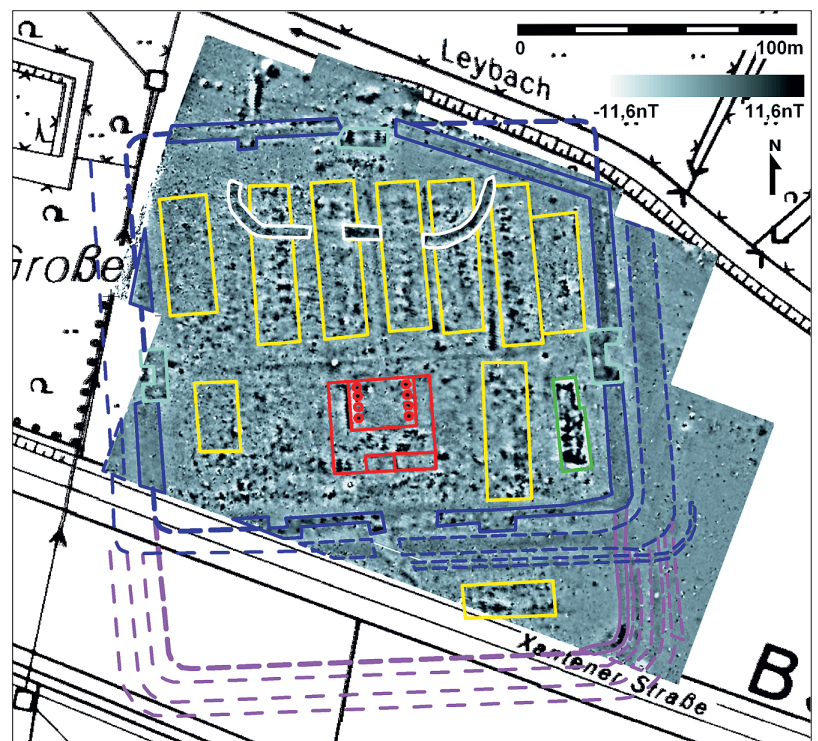 Leybach
0 100m
-11,6nT 11,6nT
N
Große
Xantener Straße
B